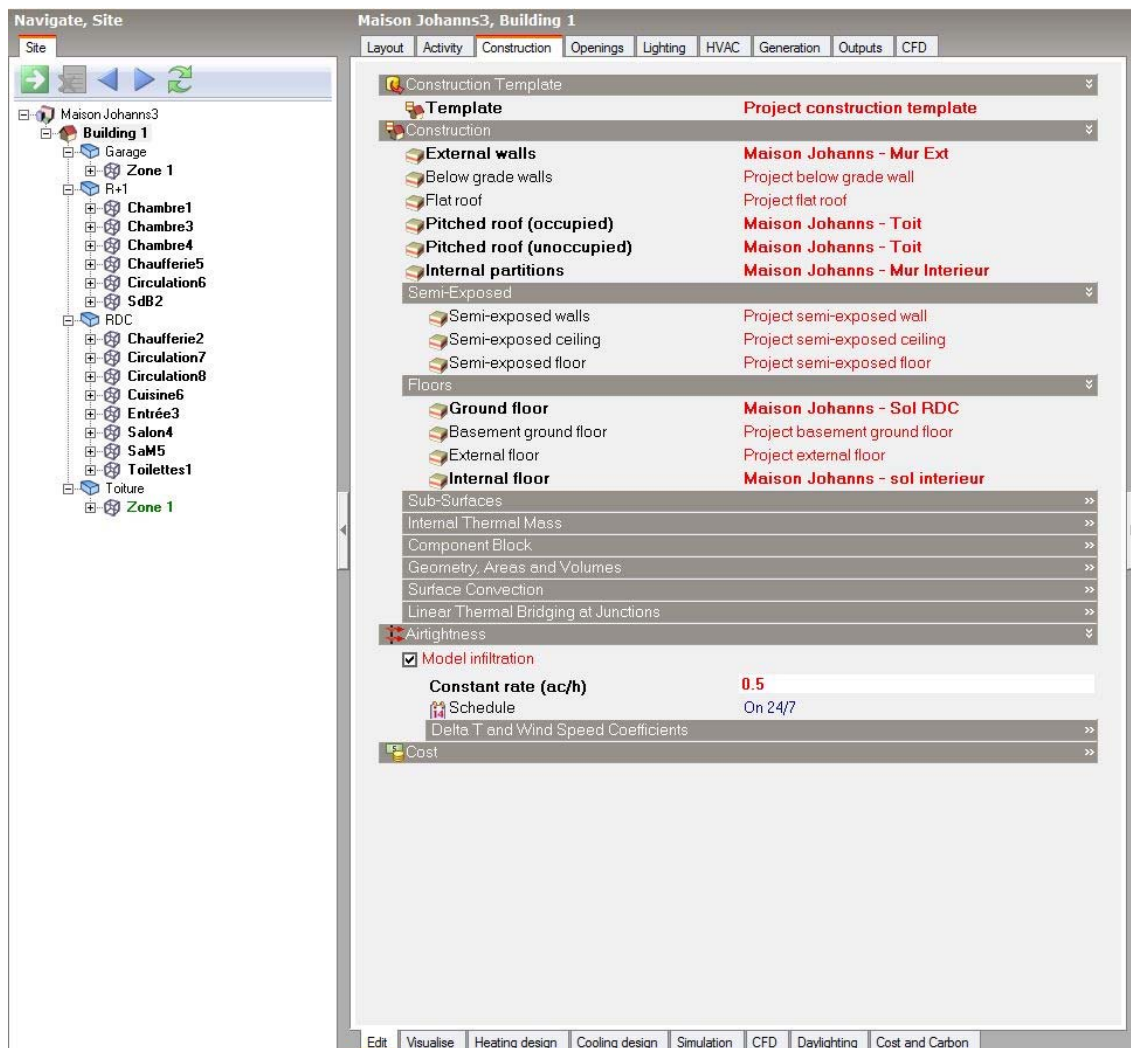 Navigate, Site
Site
Maison Johanns3
Building 1
Garage
Zone 1
R+1
Chambre1
Chambre3
Chambre4
Chaufferie5
Circulation6
SdB2
RDC
Chaufferie2
Circulation7
Circulation8
Cuisine6
Entrée3
Salon4
SaM5
Toilettes1
Toiture
Zone 1
Maison Johanns3, Building 1
Layout Activity Construction Openings Lighting HVAC Generation Outputs CFD
Construction Template
Template Project construction template
Construction
External walls Maison Johanns - Mur Ext
Below grade walls Project below grade wall
Flat roof Project flat roof
Pitched roof (occupied) Maison Johanns - Toit
Pitched roof (unoccupied) Maison Johanns - Toit
Internal partitions Maison Johanns - Mur Interieur
Semi-Exposed
Semi-exposed walls Project semi-exposed wall
Semi-exposed ceiling Project semi-exposed ceiling
Semi-exposed floor Project semi-exposed floor
Floors
Ground floor Maison Johanns - Sol RDC
Basement ground floor Project basement ground floor
External floor Project external floor
Internal floor Maison Johanns - sol interieur
Sub-Surfaces
Internal Thermal Mass
Component Block
Geometry, Areas and Volumes
Surface Convection
Linear Thermal Bridging at Junctions
Airtightness
Model infiltration
Constant rate (ac/h) 0.5
14 Schedule On 24/7
Delta T and Wind Speed Coefficients
Cost
Edit Visualise Heating design Cooling design Simulation CFD Daylighting Cost and Carbon